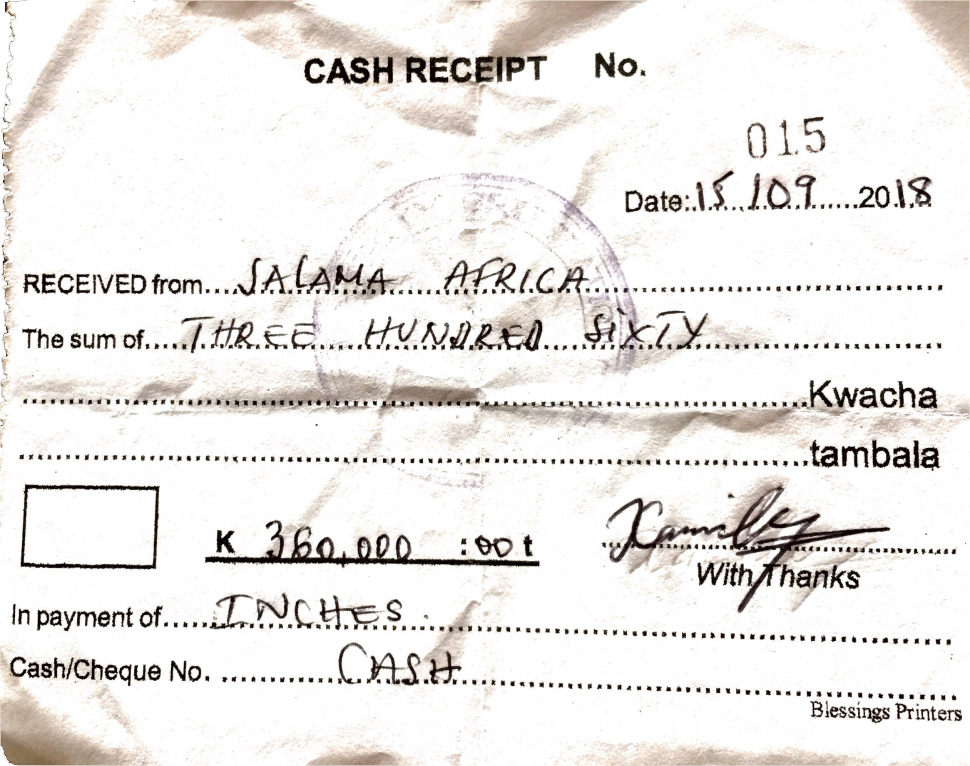 CASH RECEIPT No.
015
Date:15/09 2018
RECEIVED from SALAMA AFRICA
The sum of THREE HUNDRED SIXTY
Kwacha
tambala
K 360,000 :00 t
With Thanks
In payment of INCHES.
Cash/Cheque No. CASH
Blessings Printers